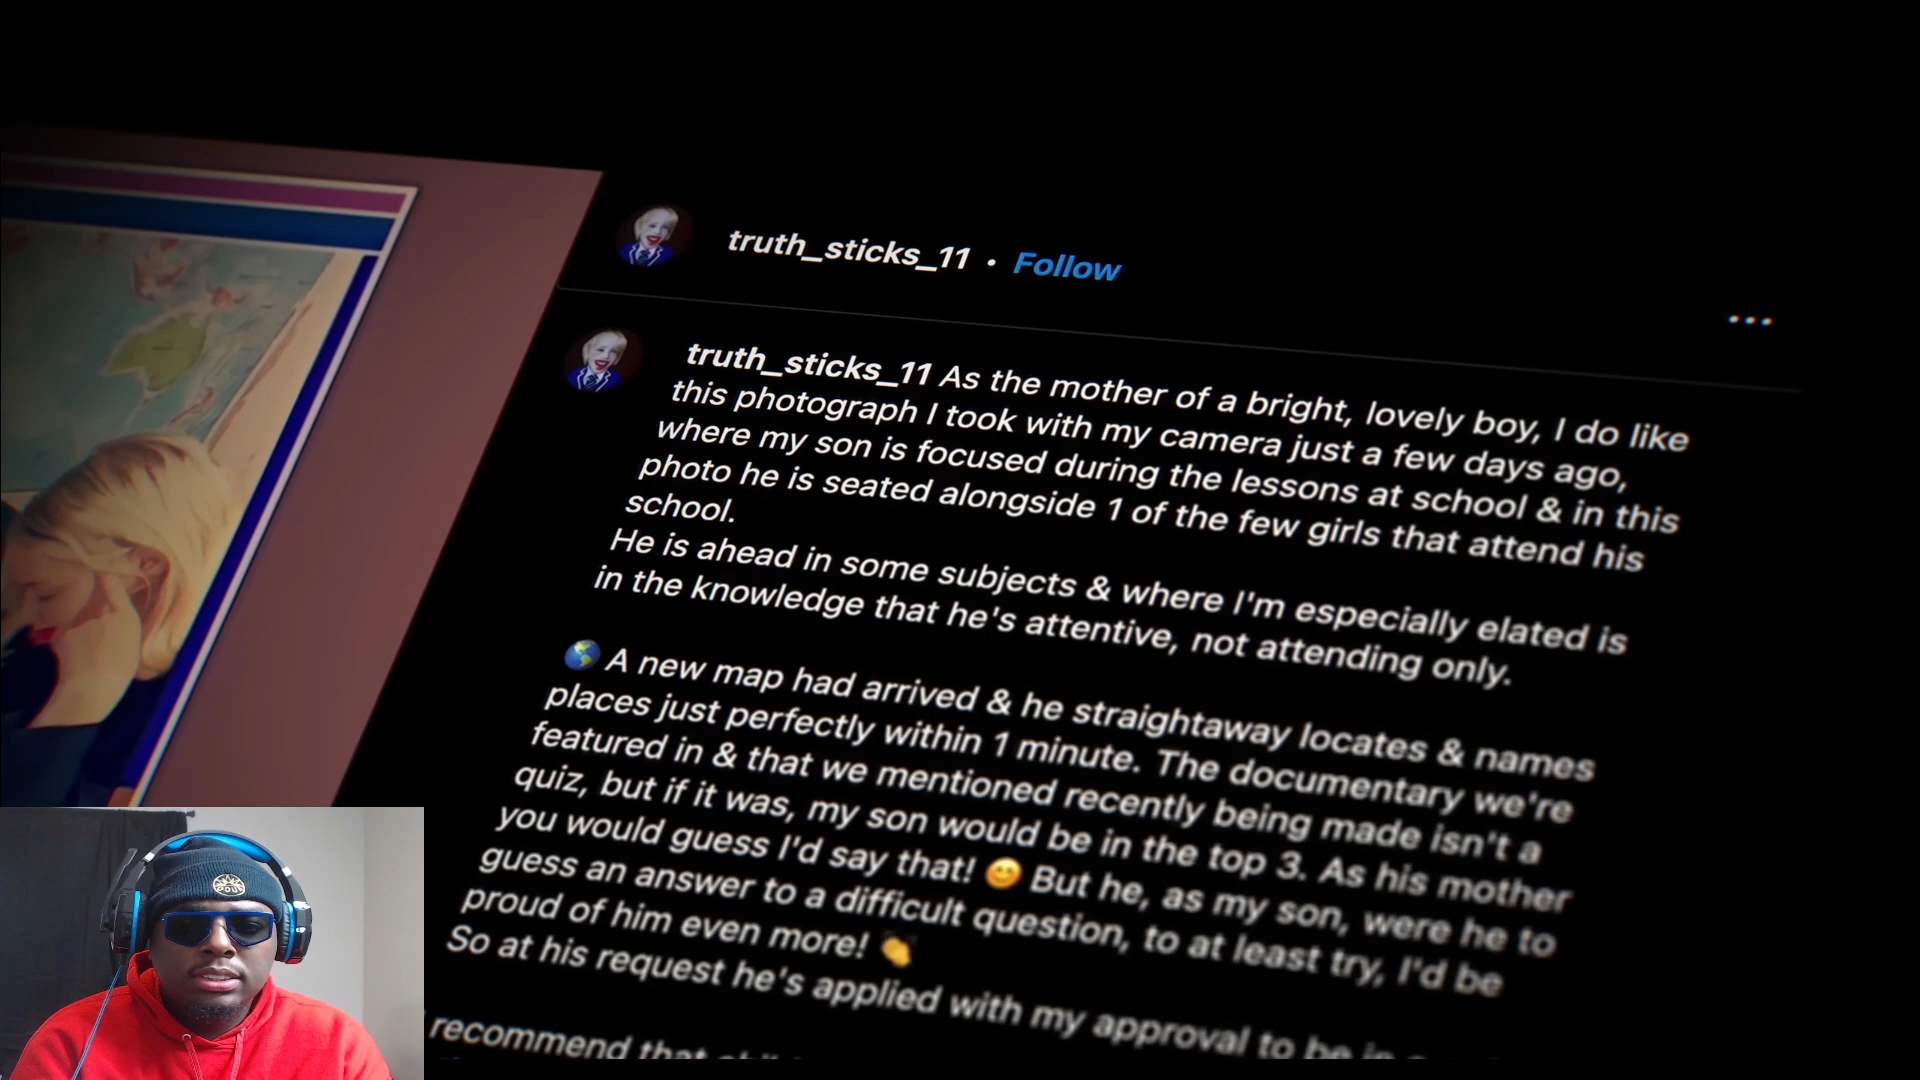 truth_sticks_11 • Follow
truth_sticks_11 As the mother of a bright, lovely boy, I do like
this photograph I took with my camera just a few days ago,
where my son is focused during the lessons at school & in this
photo he is seated alongside 1 of the few girls that attend his
school.
He is ahead in some subjects & where I'm especially elated is
in the knowledge that he's attentive, not attending only.
🌎 A new map had arrived & he straightaway locates & names
places just perfectly within 1 minute. The documentary we're
featured in & that we mentioned recently being made isn't a
quiz, but if it was, my son would be in the top 3. As his mother
you would guess I'd say that! 😊 But he, as my son, were he to
guess an answer to a difficult question, to at least try, I'd be
proud of him even more! 👏
So at his request he's applied with my approval to be in
recommend that